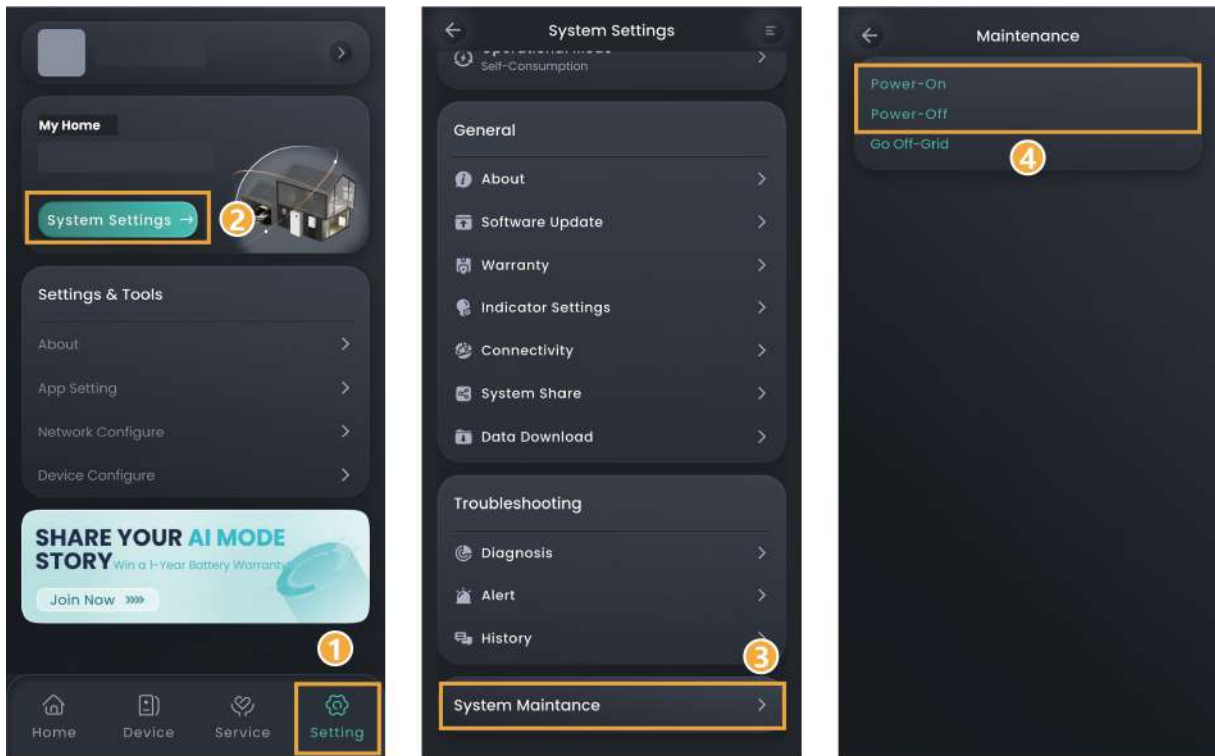 My Home
System Settings →
2
Settings & Tools
About
App Setting
Network Configure
Device Configure
SHARE YOUR AI MODE
STORY Win a 1-Year Battery Warranty
Join Now »»»
1
Home
Device
Service
Setting
System Settings
Operational Mode
Self-Consumption
General
About
Software Update
Warranty
Indicator Settings
Connectivity
System Share
Data Download
Troubleshooting
Diagnosis
Alert
History
3
System Maintance
Maintenance
Power-On
Power-Off
Go Off-Grid
4